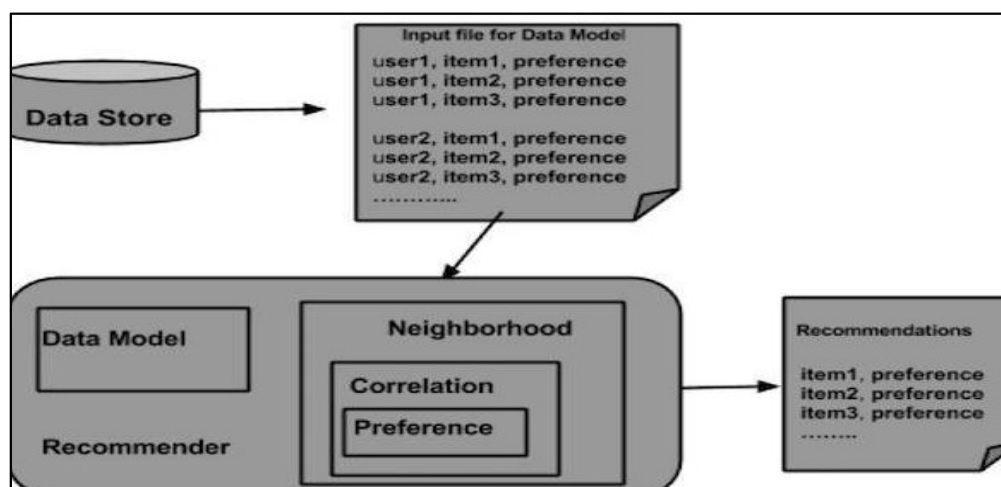 Data Store
Input file for Data Model
user1, item1, preference
user1, item2, preference
user1, item3, preference
user2, item1, preference
user2, item2, preference
user2, item3, preference
............
Data Model
Recommender
Neighborhood
Correlation
Preference
Recommendations
item1, preference
item2, preference
item3, preference
........